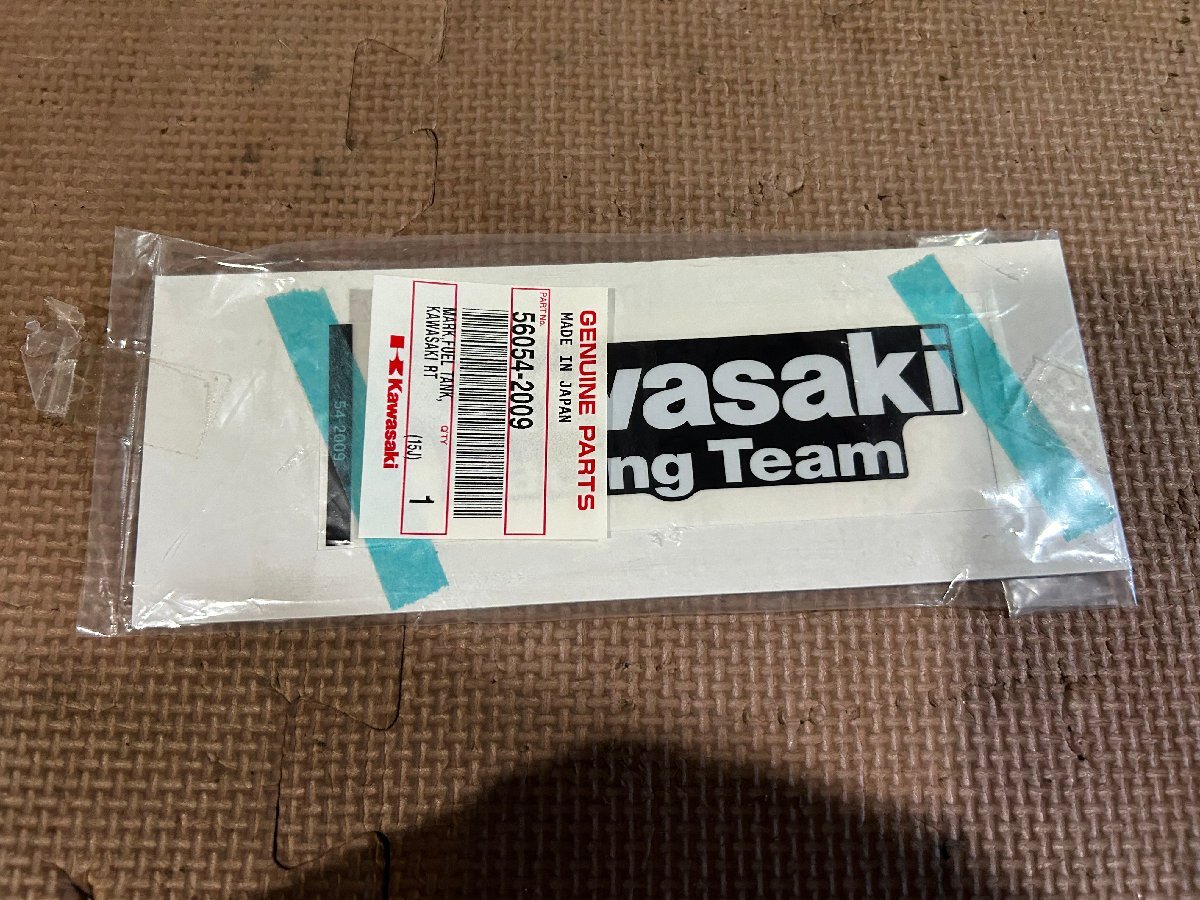 GENUINE PARTS
MADE IN JAPAN
PART No.
56054-2009
MARK,FUEL TANK,
KAWASAKI RT
QTY
(15J)
1
Kawasaki
54 2009
wasaki
ng Team